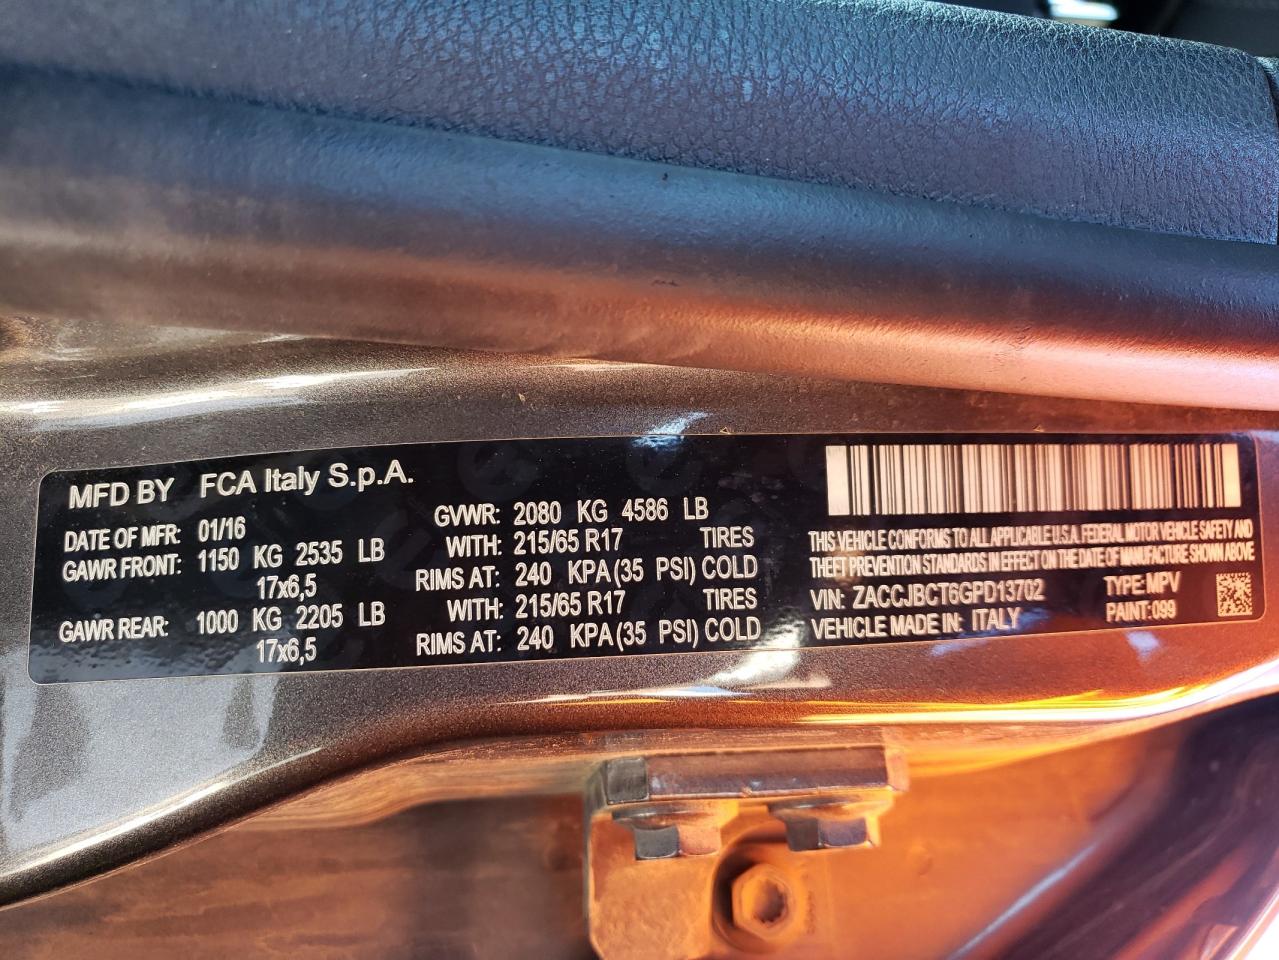 MFD BY FCA Italy S.p.A.
DATE OF MFR: 01/16
GAWR FRONT: 1150 KG 2535 LB
17x6,5
GAWR REAR: 1000 KG 2205 LB
17x6,5
GVWR: 2080 KG 4586 LB
WITH: 215/65 R17 TIRES
RIMS AT: 240 KPA(35 PSI) COLD
WITH: 215/65 R17 TIRES
RIMS AT: 240 KPA(35 PSI) COLD
THIS VEHICLE CONFORMS TO ALL APPLICABLE U.S.A. FEDERAL MOTOR VEHICLE SAFETY AND
THEFT PREVENTION STANDARDS IN EFFECT ON THE DATE OF MANUFACTURE SHOWN ABOVE
VIN: ZACCJBCT6GPD13702 TYPE: MPV
VEHICLE MADE IN: ITALY PAINT: 099